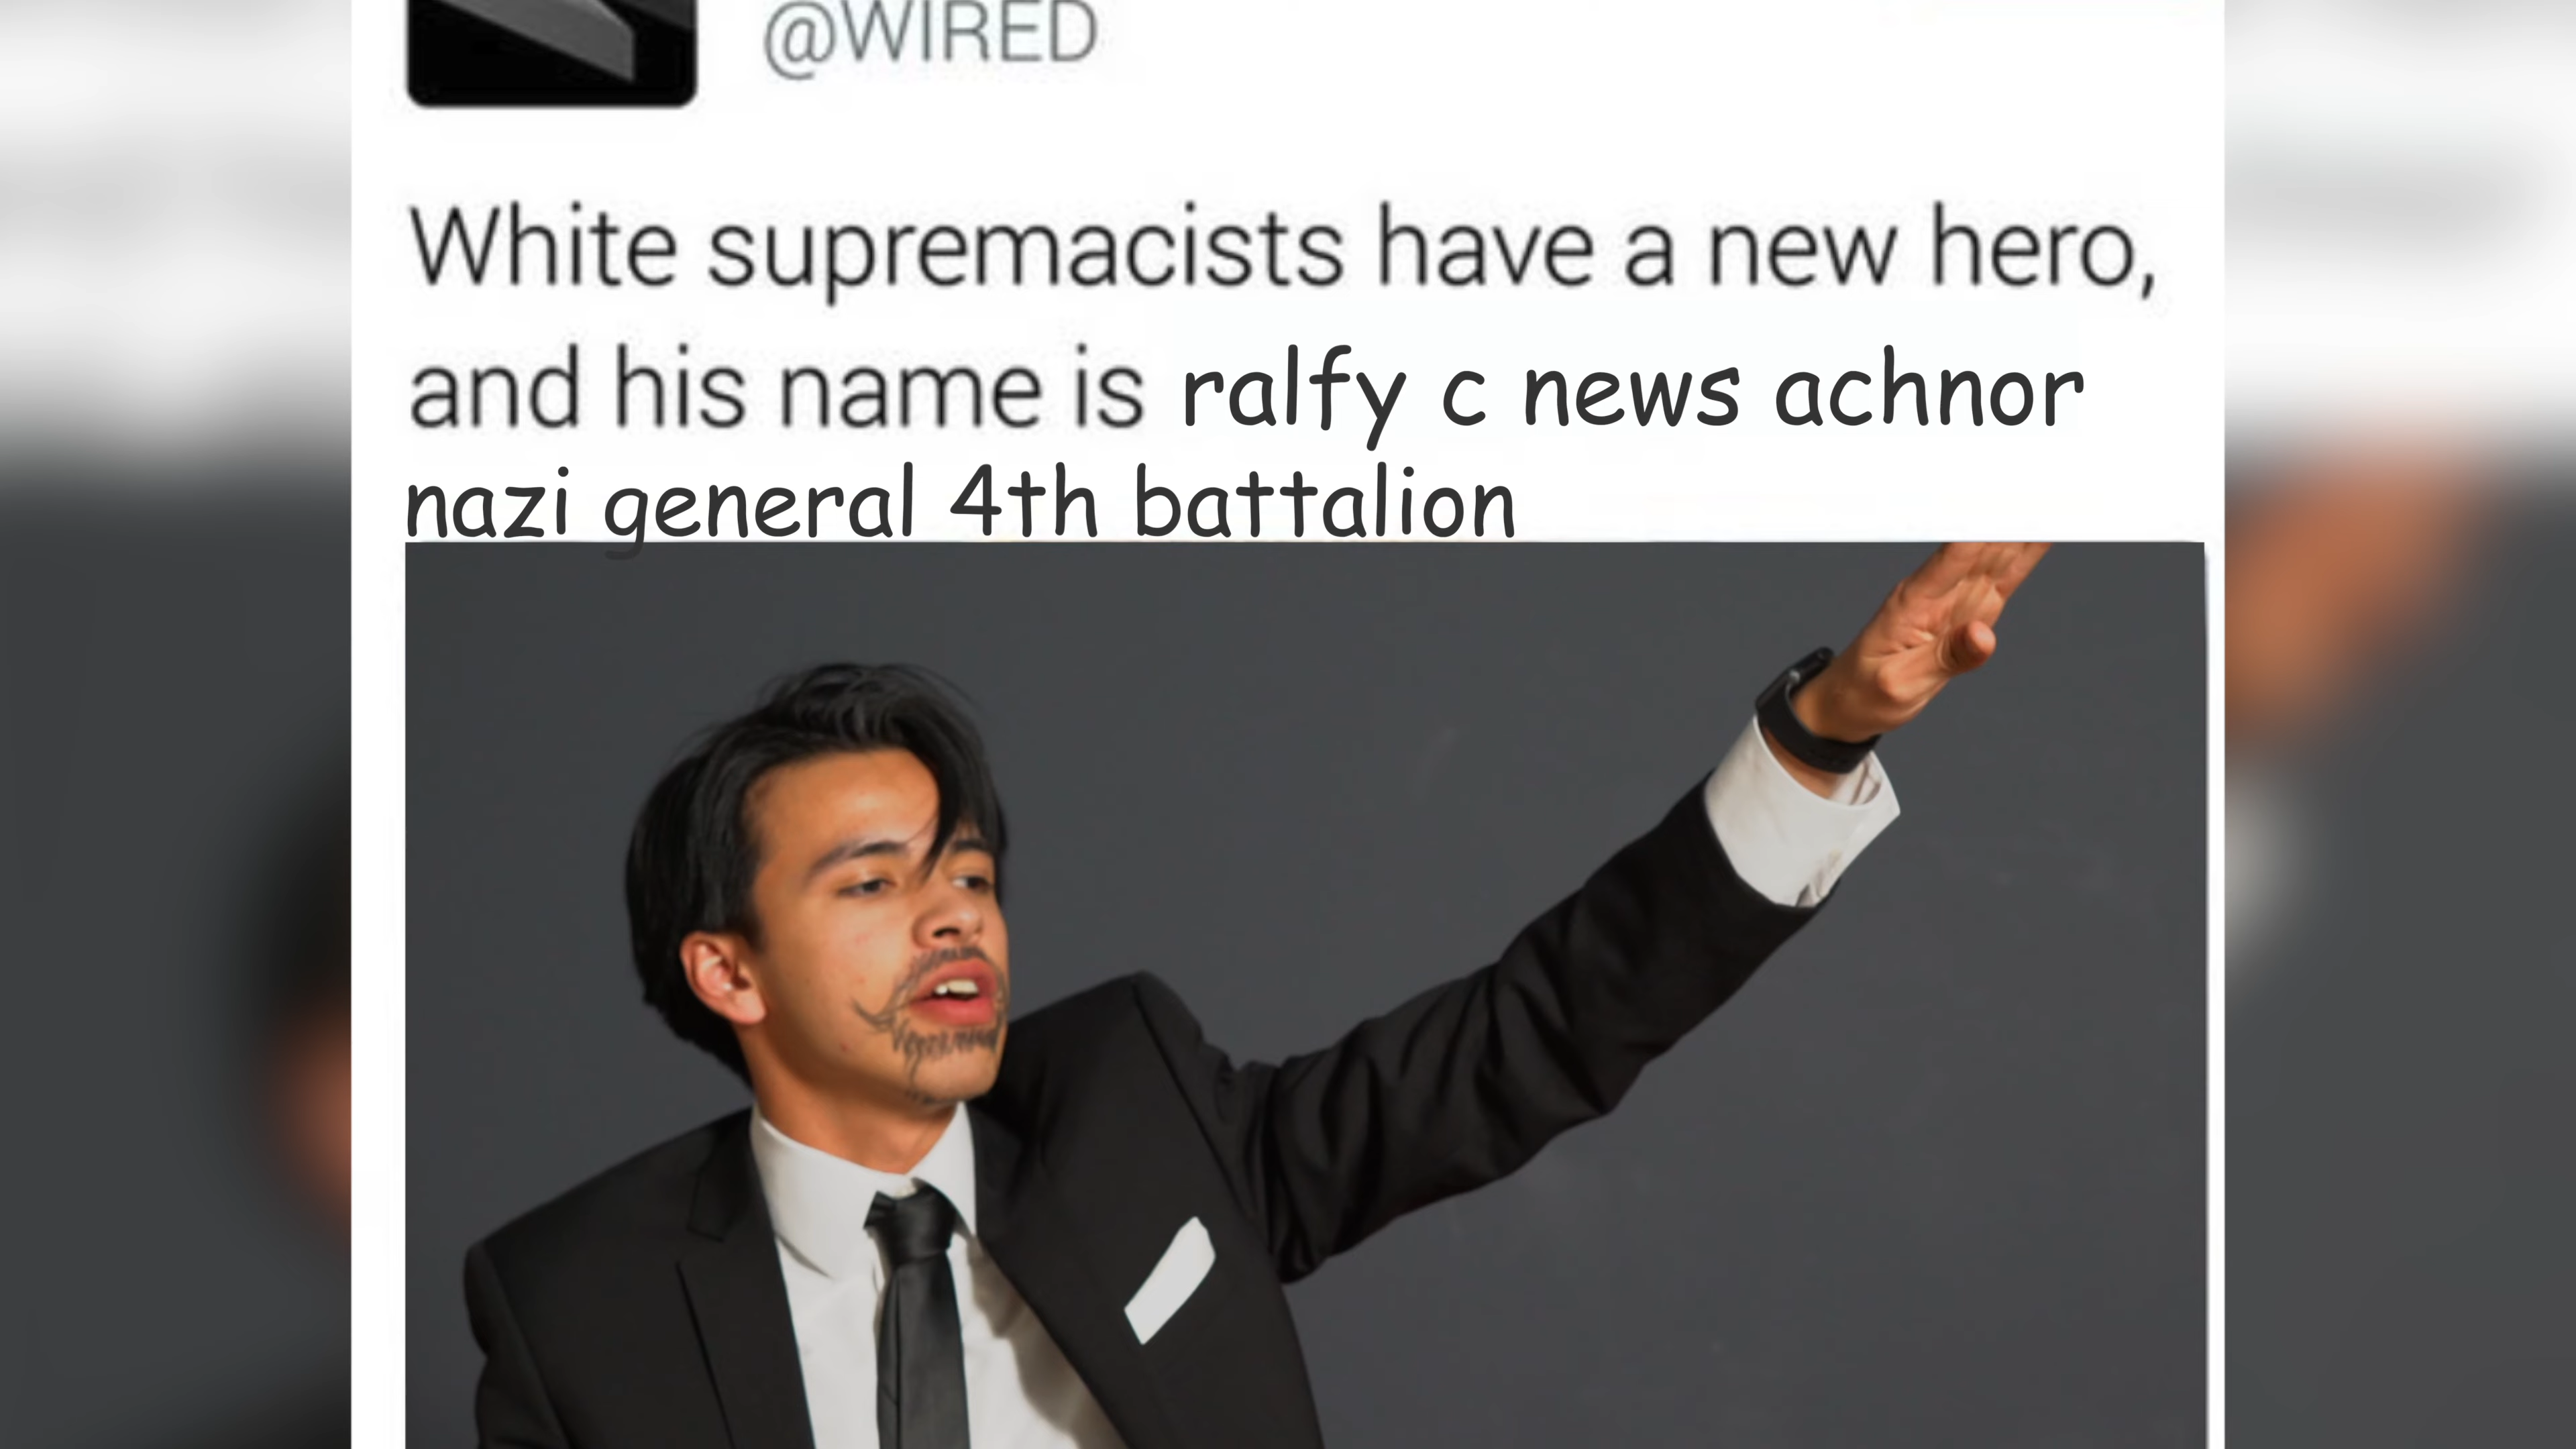 @WIRED
White supremacists have a new hero,
and his name is ralfy c news achnor
nazi general 4th battalion